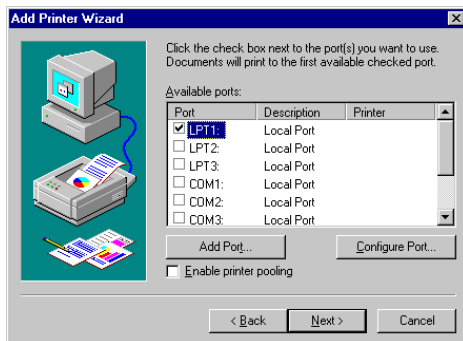 Add Printer Wizard
Click the check box next to the port(s) you want to use.
Documents will print to the first available checked port.
Available ports:
Port Description Printer
LPT1: Local Port
LPT2: Local Port
LPT3: Local Port
COM1: Local Port
COM2: Local Port
COM3: Local Port
Add Port... Configure Port...
Enable printer pooling
< Back Next > Cancel